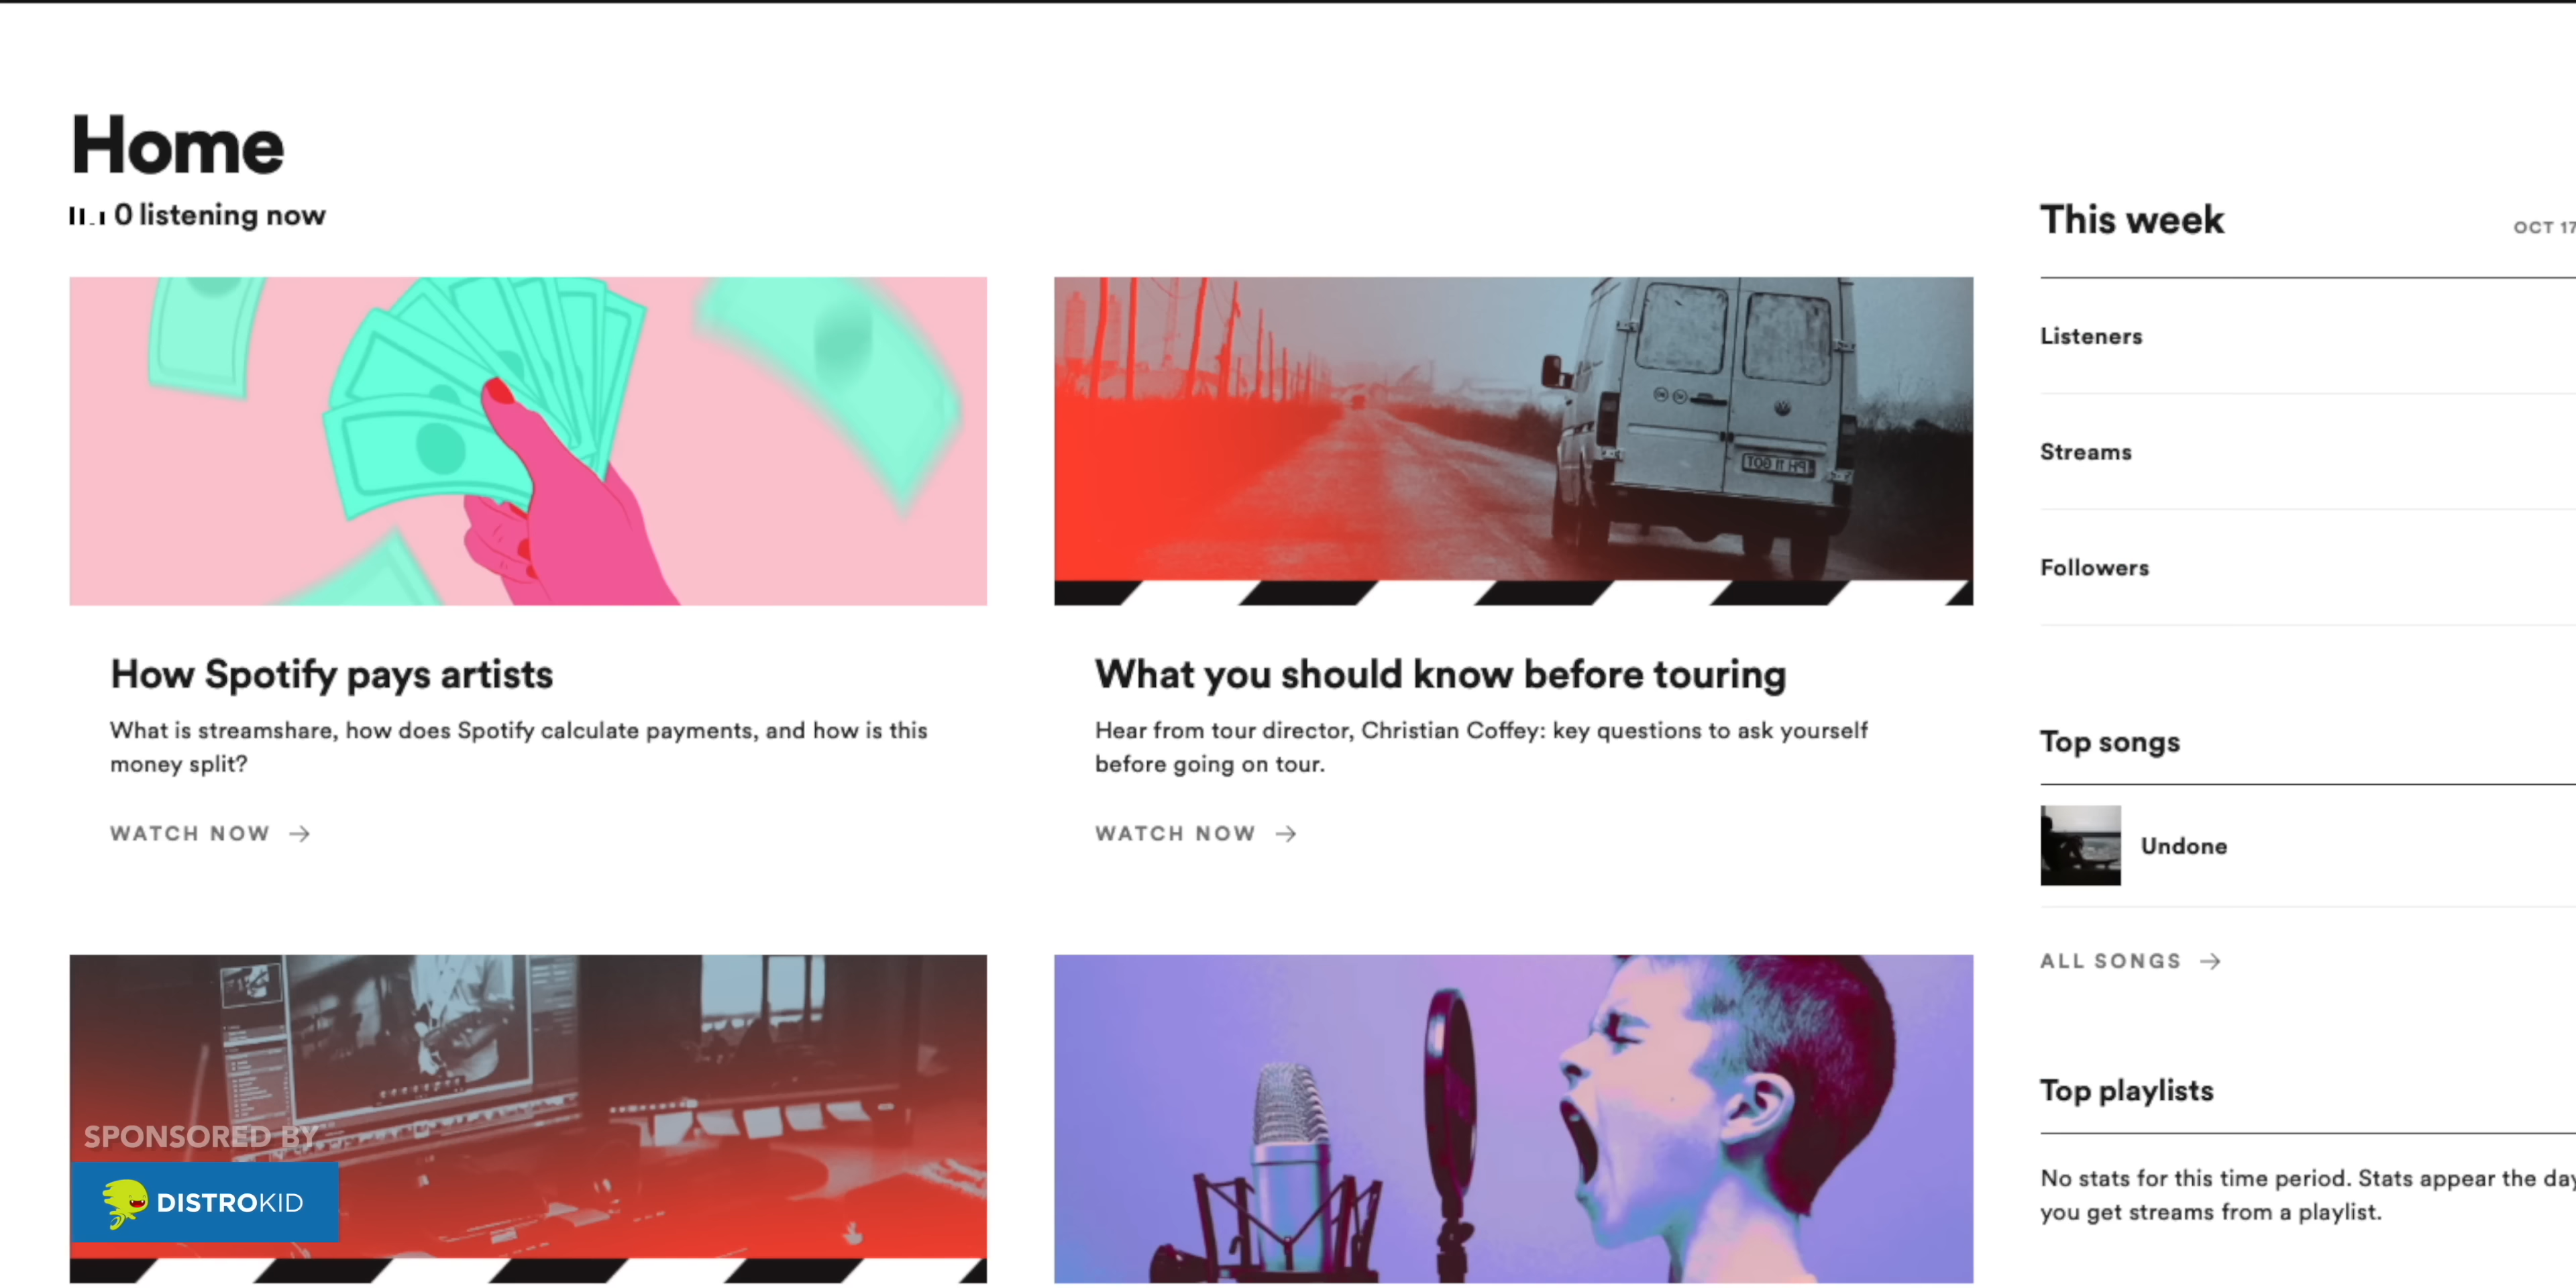 Home
0 listening now
How Spotify pays artists
What is streamshare, how does Spotify calculate payments, and how is this
money split?
WATCH NOW →
What you should know before touring
Hear from tour director, Christian Coffey: key questions to ask yourself
before going on tour.
WATCH NOW →
SPONSORED BY
DISTROKID
This week
OCT 17
Listeners
Streams
Followers
Top songs
Undone
ALL SONGS →
Top playlists
No stats for this time period. Stats appear the day
you get streams from a playlist.